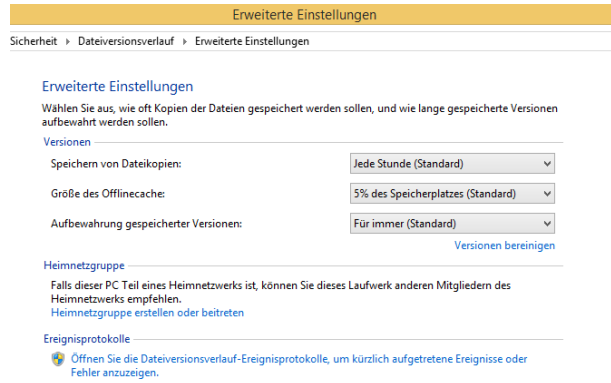 Erweiterte Einstellungen
Sicherheit ▸ Dateiversionsverlauf ▸ Erweiterte Einstellungen
Erweiterte Einstellungen
Wählen Sie aus, wie oft Kopien der Dateien gespeichert werden sollen, und wie lange gespeicherte Versionen
aufbewahrt werden sollen.
Versionen
Speichern von Dateikopien: Jede Stunde (Standard)
Größe des Offlinecache: 5% des Speicherplatzes (Standard)
Aufbewahrung gespeicherter Versionen: Für immer (Standard)
Versionen bereinigen
Heimnetzgruppe
Falls dieser PC Teil eines Heimnetzwerks ist, können Sie dieses Laufwerk anderen Mitgliedern des
Heimnetzwerks empfehlen.
Heimnetzgruppe erstellen oder beitreten
Ereignisprotokolle
Öffnen Sie die Dateiversionsverlauf-Ereignisprotokolle, um kürzlich aufgetretene Ereignisse oder
Fehler anzuzeigen.